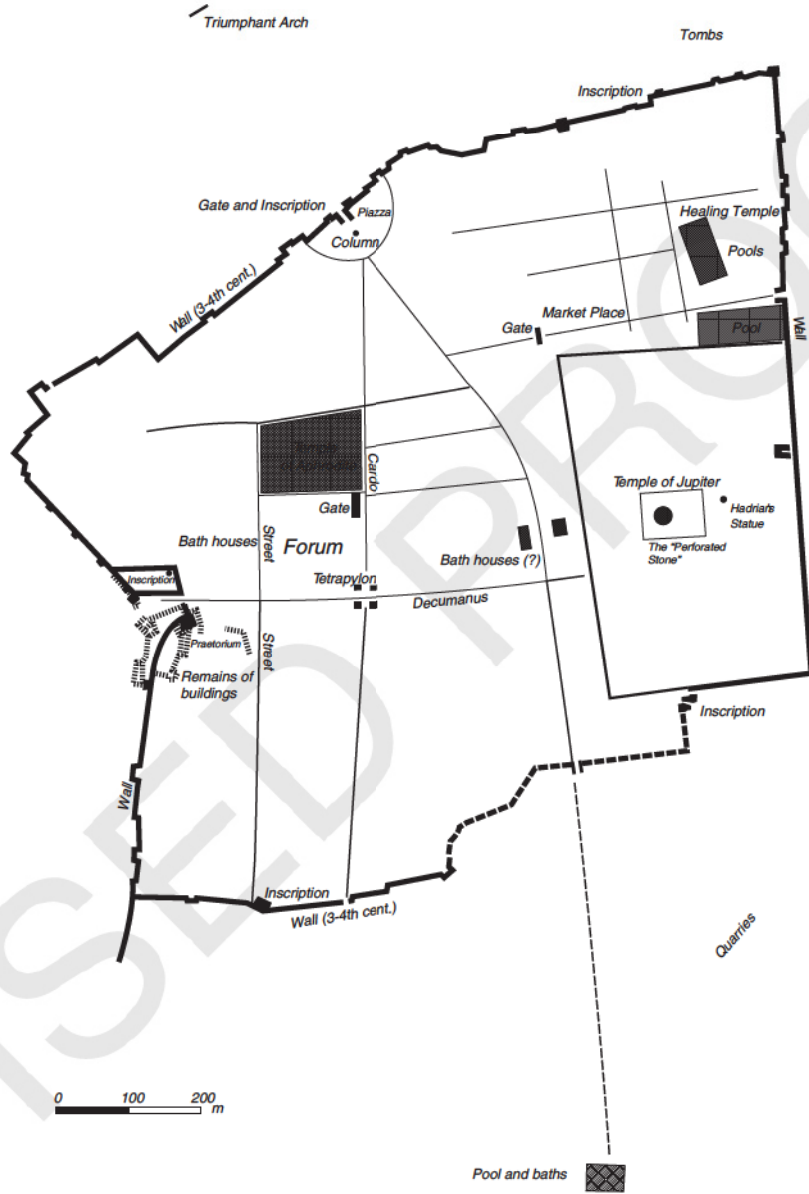 Triumphant Arch
Tombs
Inscription
Gate and Inscription
Piazza
Column
Healing Temple
Pools
Wall (3-4th cent.)
Market Place
Gate
Pool
Wall
Temple
of Aphrodite
Cardo
Temple of Jupiter
Gate
Hadrian's
Statue
Street
Bath houses
Forum
The "Perforated
Stone"
Bath houses (?)
Inscription
Tetrapylon
Decumanus
Praetorium
Street
Remains of
buildings
Inscription
Wall
Inscription
Wall (3-4th cent.)
Quarries
0 100 200
m
Pool and baths